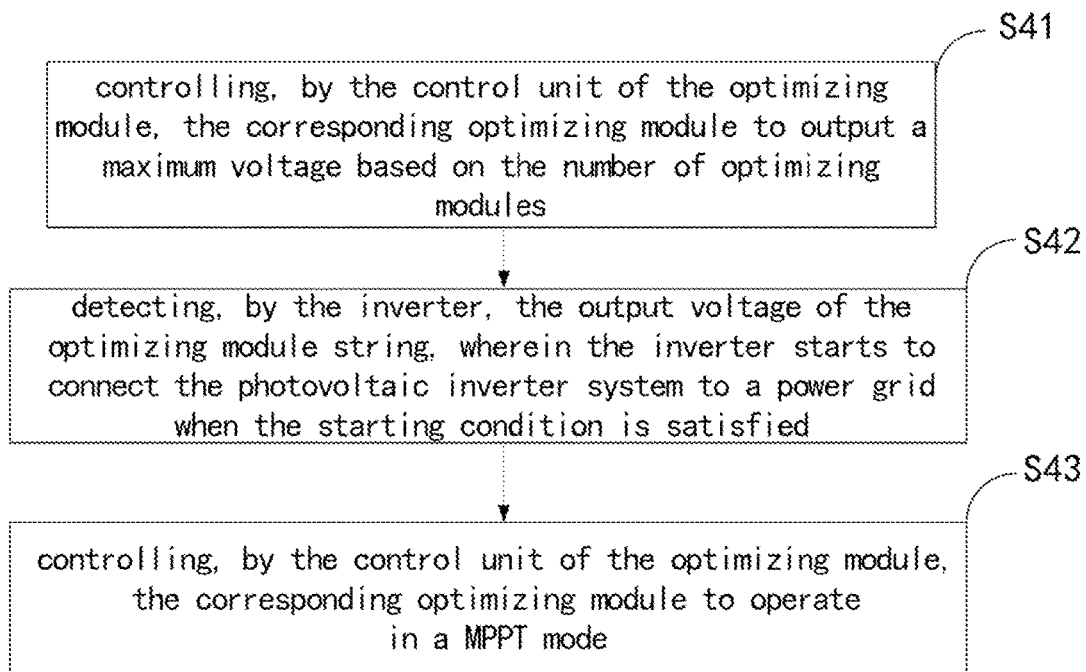 S41
controlling, by the control unit of the optimizing
module, the corresponding optimizing module to output a
maximum voltage based on the number of optimizing
modules
S42
detecting, by the inverter, the output voltage of the
optimizing module string, wherein the inverter starts to
connect the photovoltaic inverter system to a power grid
when the starting condition is satisfied
S43
controlling, by the control unit of the optimizing module,
the corresponding optimizing module to operate
in a MPPT mode